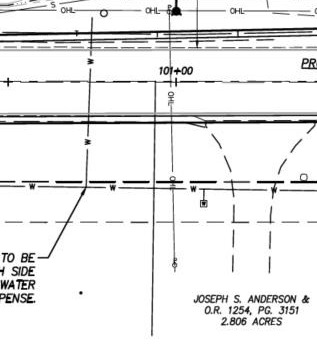 S
OHL
OHL
OHL
T
T
T
W
101+00
PR
OHL
W
W
W
W
W
W
TO BE
H SIDE
WATER
PENSE.
JOSEPH S. ANDERSON &
O.R. 1254, PG. 3151
2.806 ACRES